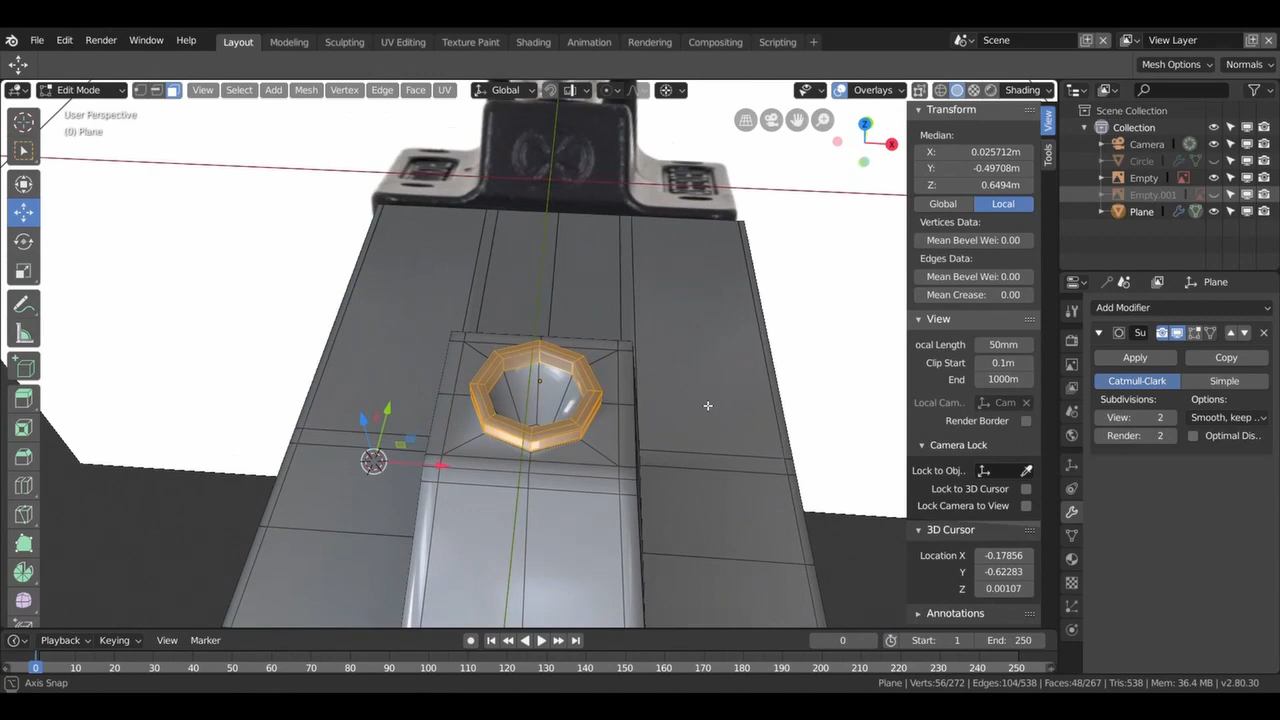 File Edit Render Window Help Layout Modeling Sculpting UV Editing Texture Paint Shading Animation Rendering Compositing Scripting + Scene View Layer
Mesh Options Normals
Edit Mode View Select Add Mesh Vertex Edge Face UV Global Overlays Shading
User Perspective
(0) Plane
Z
X
Transform
Median:
X: 0.025712m
Y: -0.49708m
Z: 0.6494m
Global Local
Vertices Data:
Mean Bevel Wei: 0.00
Edges Data:
Mean Bevel Wei: 0.00
Mean Crease: 0.00
View
ocal Length 50mm
Clip Start 0.1m
End 1000m
Local Cam.. Cam
Render Border
Camera Lock
Lock to Obj..
Lock to 3D Cursor
Lock Camera to View
3D Cursor
Location X -0.17856
Y -0.62283
Z 0.00107
Annotations
View
Tools
Scene Collection
Collection
Camera
Circle
Empty
Empty.001
Plane
Plane
Add Modifier
Su
Apply Copy
Catmull-Clark Simple
Subdivisions: Options:
View: 2 Smooth, keep ..
Render: 2 Optimal Dis..
Playback Keying View Marker 0 Start: 1 End: 250
0 10 20 30 40 50 60 70 80 90 100 110 120 130 140 150 160 170 180 190 200 210 220 230 240 250
Axis Snap Plane | Verts:56/272 | Edges:104/538 | Faces:48/267 | Tris:538 | Mem: 36.4 MB | v2.80.30